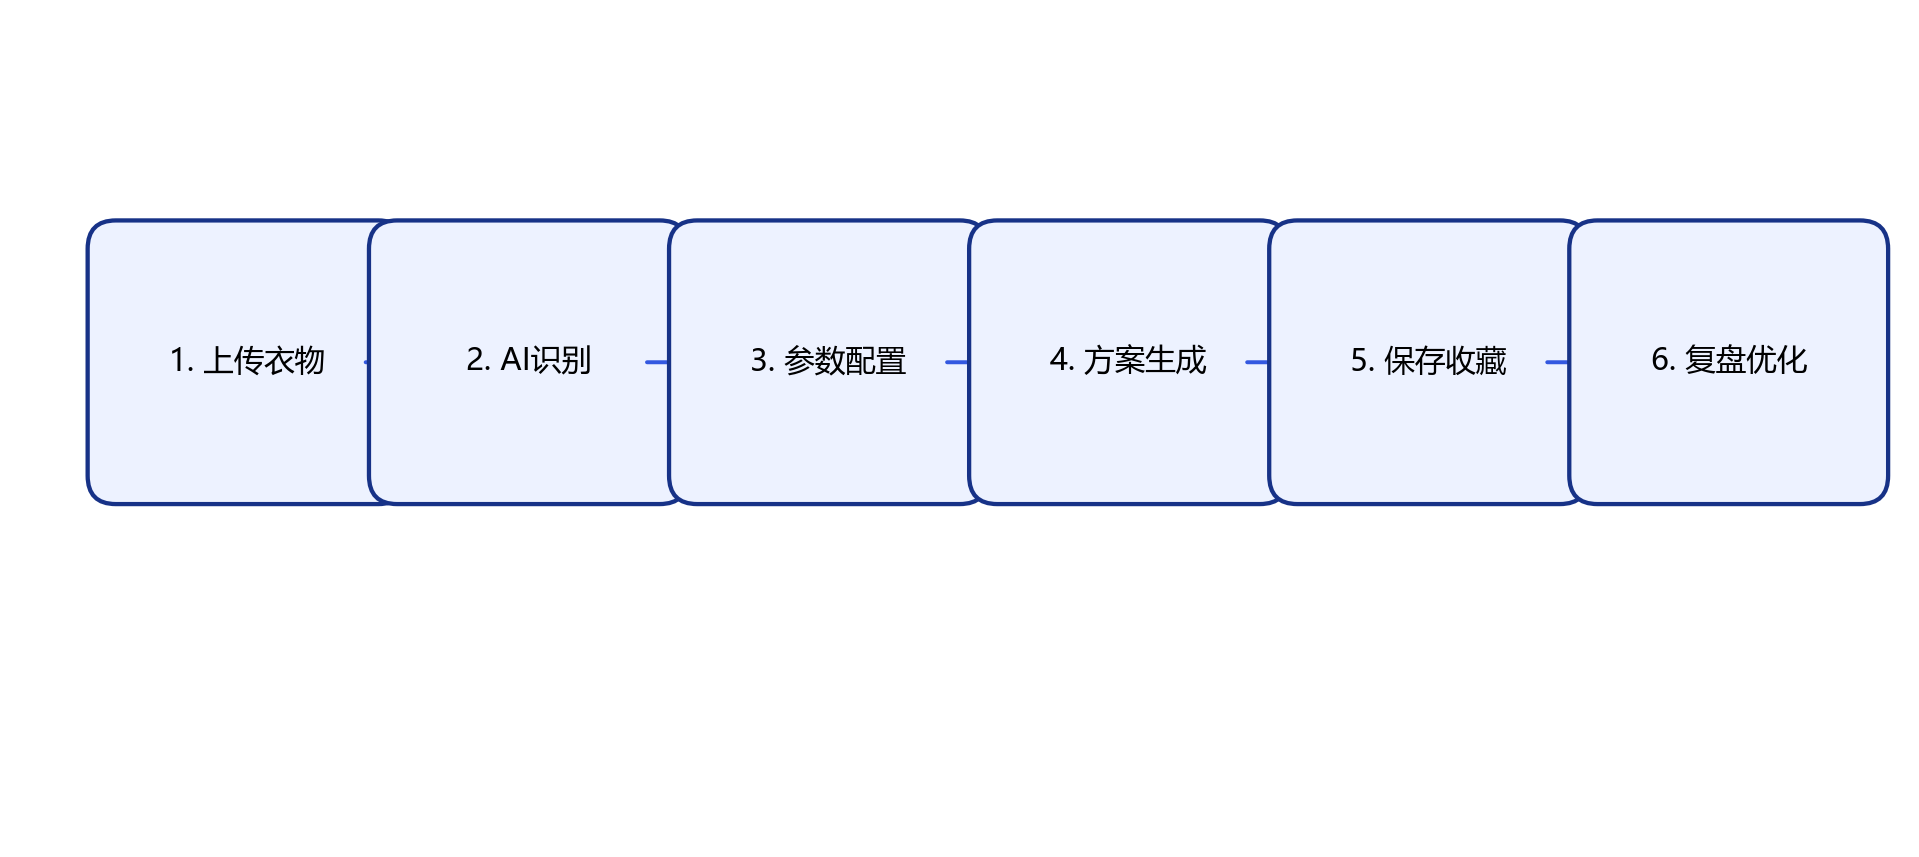 1. 上传衣物
2. AI识别
3. 参数配置
4. 方案生成
5. 保存收藏
6. 复盘优化